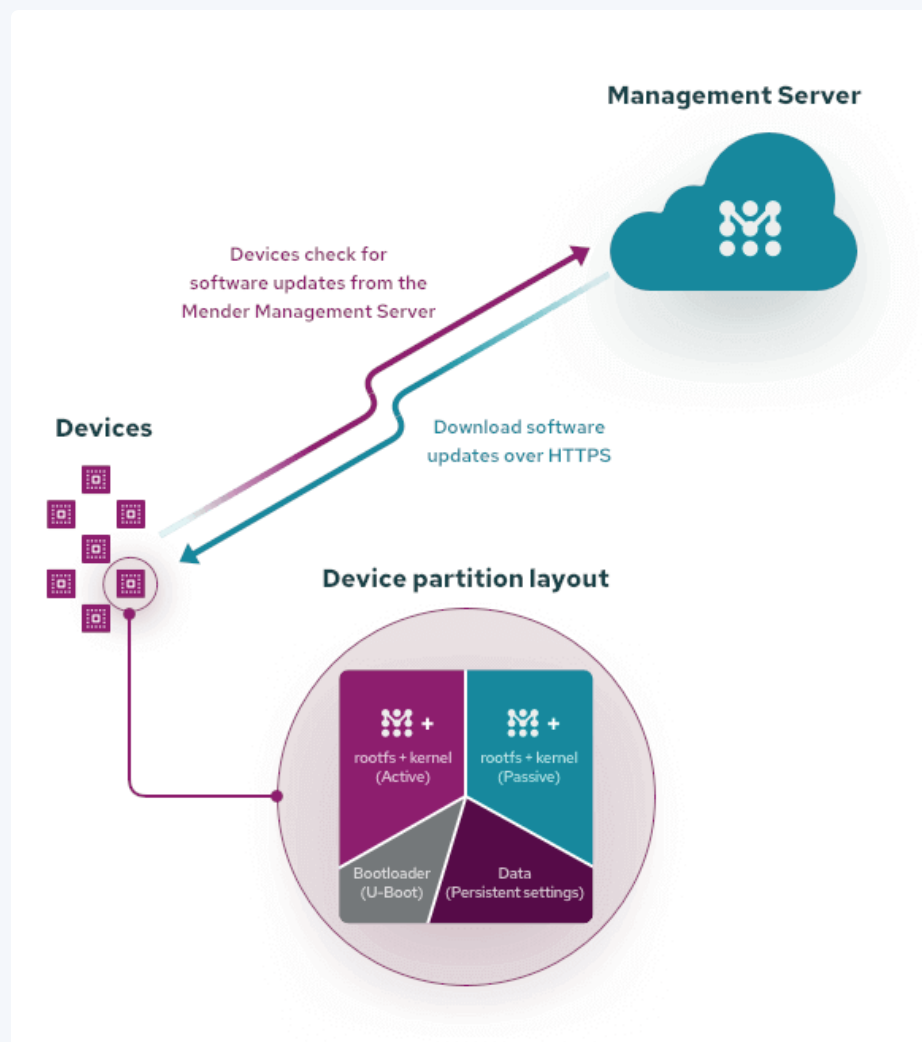 Management Server
Devices check for
software updates from the
Mender Management Server
Devices
Download software
updates over HTTPS
Device partition layout
+
rootfs + kernel
(Active)
+
rootfs + kernel
(Passive)
Bootloader
(U-Boot)
Data
(Persistent settings)